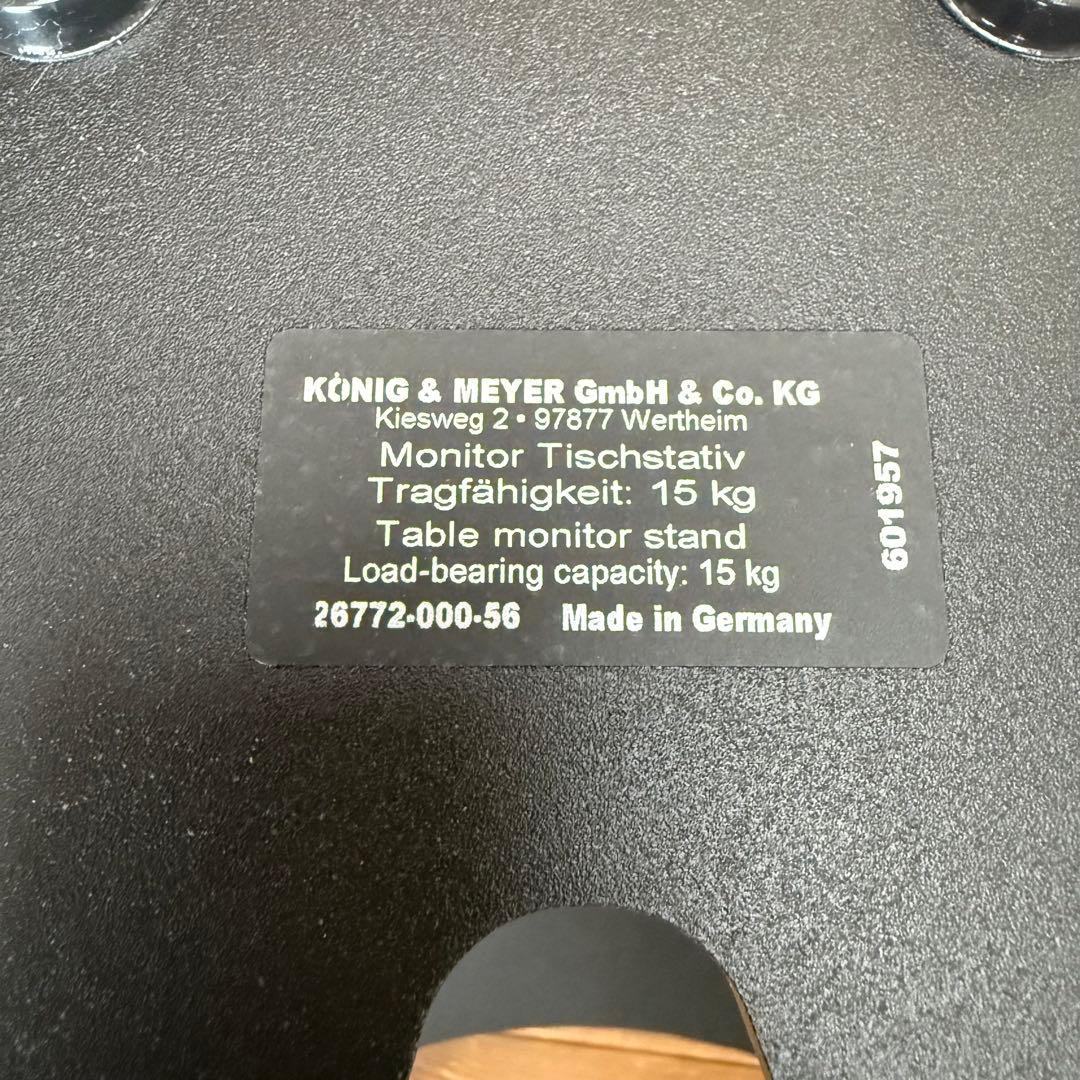 KÖNIG & MEYER GmbH & Co. KG
Kiesweg 2 • 97877 Wertheim
Monitor Tischstativ
Tragfähigkeit: 15 kg
Table monitor stand
Load-bearing capacity: 15 kg
26772-000-56 Made in Germany
601957